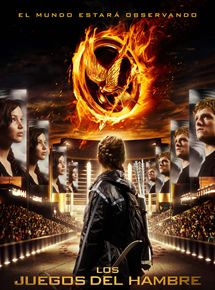 EL MUNDO ESTARÁ OBSERVANDO
LOS
JUEGOS DEL HAMBRE